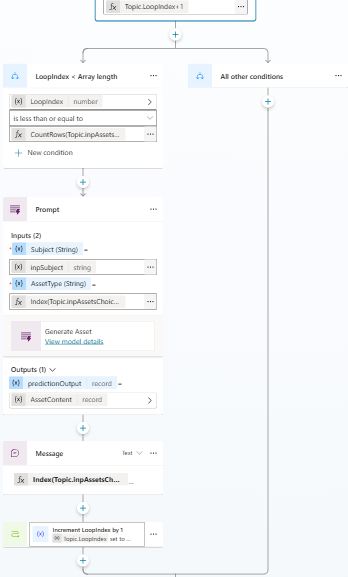 fx Topic.LoopIndex+1 ...
LoopIndex < Array length ...
All other conditions ...
{x} LoopIndex number
is less than or equal to
fx CountRows(Topic.inpAssets... ...
New condition
Prompt ...
Inputs (2)
* {x} Subject (String) =
{x} inpSubject string ...
* {x} AssetType (String) =
fx Index(Topic.inpAssetsChoic... ...
Generate Asset
View model details
Outputs (1)
{x} predictionOutput record =
{x} AssetContent record
Message Text ...
fx Index(Topic.inpAssetsCh... ...
Increment LoopIndex by 1
{x} Topic.LoopIndex set to ... ...